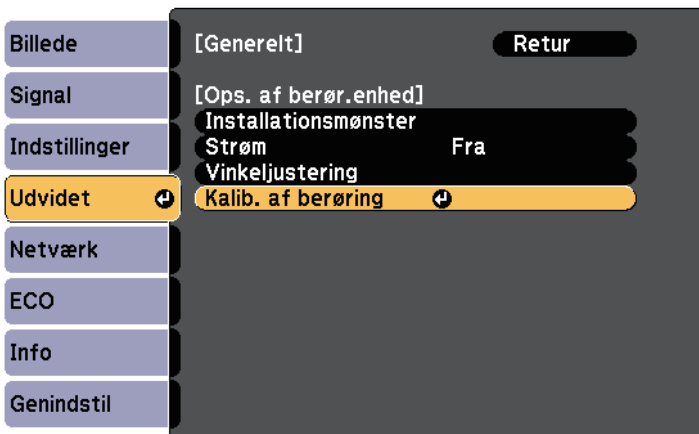 Billede
Signal
Indstillinger
Udvidet
Netværk
ECO
Info
Genindstil
[Generelt] Retur
[Ops. af berør.enhed]
Installationsmønster
Strøm Fra
Vinkeljustering
Kalib. af berøring